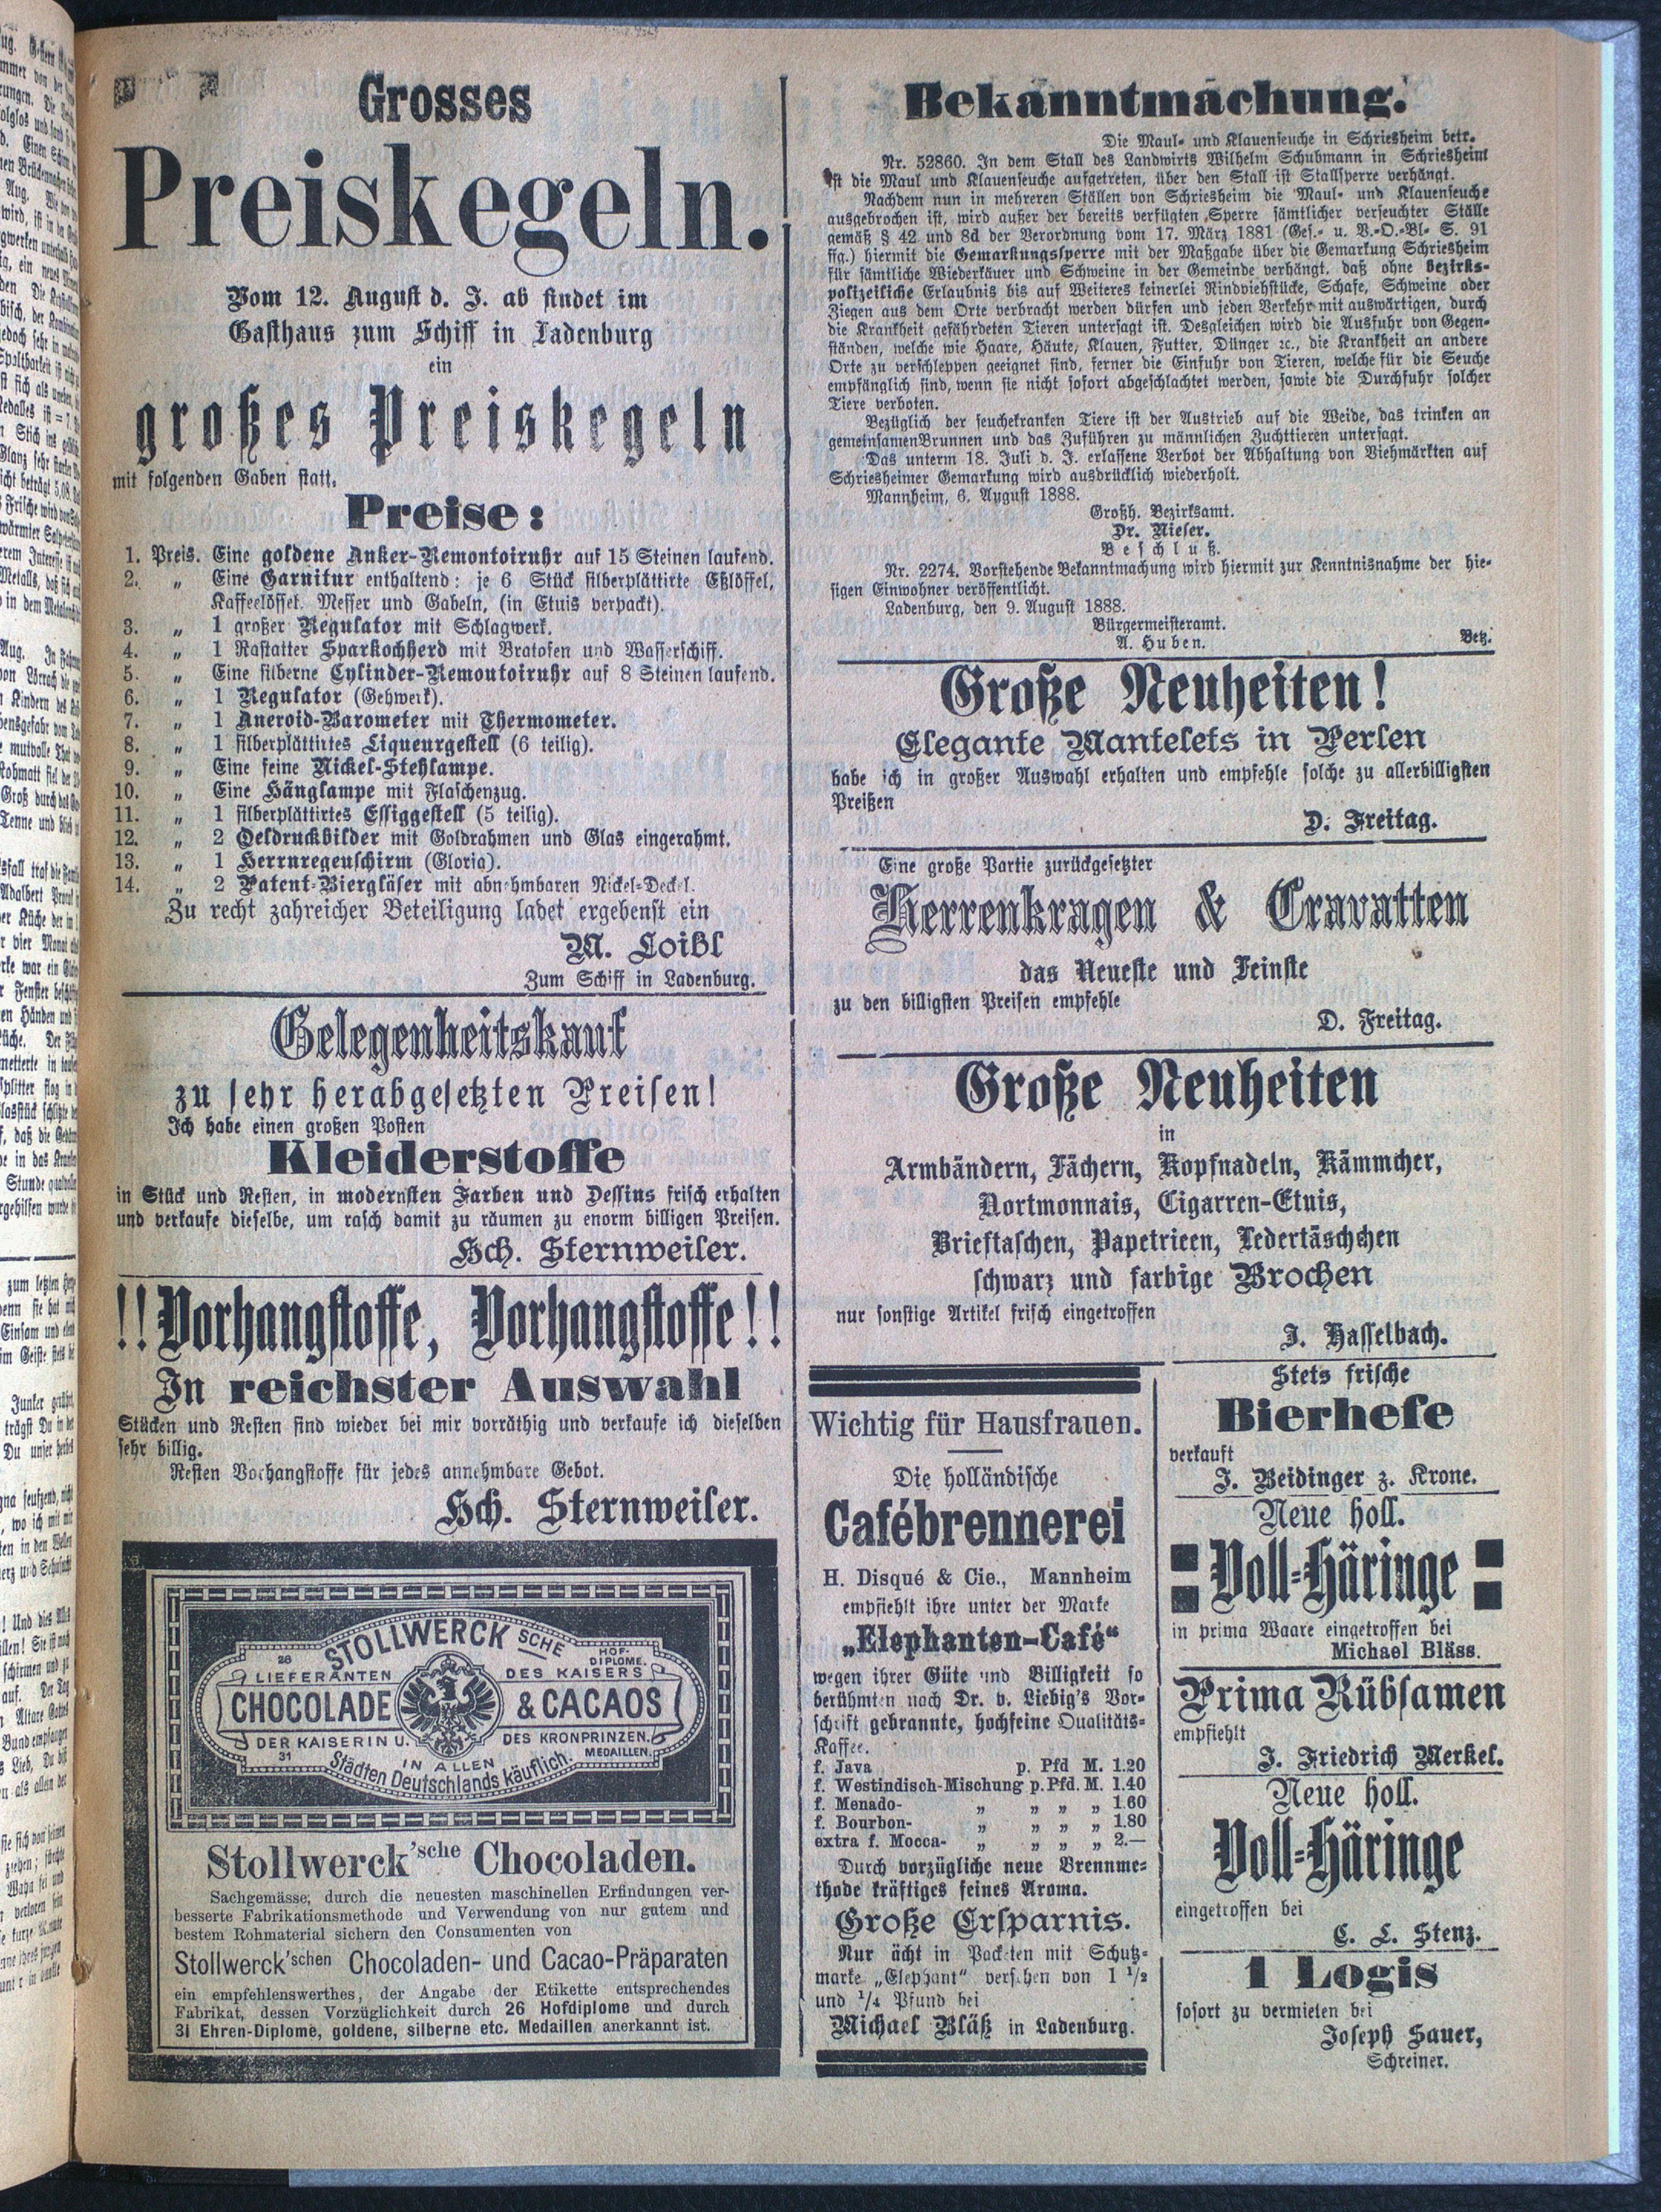 Grosses
Preiskegeln.
Vom 12. August d. J. ab findet im
Gasthaus zum Schiff in Ladenburg
ein
großes Preiskegeln
mit folgenden Gaben statt.
Preise:
1. Preis. Eine goldene Anker-Remontoiruhr auf 15 Steinen laufend.
2. „ Eine Garnitur enthaltend: je 6 Stück silberplättirte Eßlöffel,
Kaffeelöffel. Messer und Gabeln, (in Etuis verpackt).
3. „ 1 großer Regulator mit Schlagwerk.
4. „ 1 Rastatter Sparkochherd mit Bratofen und Wasserschiff.
5. „ Eine silberne Cylinder-Remontoiruhr auf 8 Steinen laufend.
6. „ 1 Regulator (Gehwerk).
7. „ 1 Aneroid-Barometer mit Thermometer.
8. „ 1 silberplättirtes Liqueurgestell (6 teilig).
9. „ Eine feine Nickel-Stehlampe.
10. „ Eine Hänglampe mit Flaschenzug.
11. „ 1 silberplättirtes Essiggestell (5 teilig).
12. „ 2 Oeldruckbilder mit Goldrahmen und Glas eingerahmt.
13. „ 1 Herrnregenschirm (Gloria).
14. „ 2 Patent-Biergläser mit abnehmbaren Nickel-Deckel.
Zu recht zahreicher Beteiligung ladet ergebenst ein
M. Loißl
Zum Schiff in Ladenburg.
Gelegenheitskauf
zu sehr herabgesetzten Preisen!
Ich habe einen großen Posten
Kleiderstoffe
in Stück und Resten, in modernsten Farben und Dessins frisch erhalten
und verkaufe dieselbe, um rasch damit zu räumen zu enorm billigen Preisen.
Hch. Sternweiler.
!! Vorhangstoffe, Vorhangstoffe !!
In reichster Auswahl
Stücken und Resten sind wieder bei mir vorräthig und verkaufe ich dieselben
sehr billig.
Resten Vorhangstoffe für jedes annehmbare Gebot.
Hch. Sternweiler.
STOLLWERCK'SCHE
26 HOF-DIPLOME.
LIEFERANTEN DES KAISERS
CHOCOLADE & CACAOS
DER KAISERIN U. DES KRONPRINZEN.
31 MEDAILLEN.
IN ALLEN
Städten Deutschlands käuflich.
Stollwerck'sche Chocoladen.
Sachgemässe, durch die neuesten maschinellen Erfindungen ver-
besserte Fabrikationsmethode und Verwendung von nur gutem und
bestem Rohmaterial sichern den Consumenten von
Stollwerck'schen Chocoladen- und Cacao-Präparaten
ein empfehlenswerthes, der Angabe der Etikette entsprechendes
Fabrikat, dessen Vorzüglichkeit durch 26 Hofdiplome und durch
31 Ehren-Diplome, goldene, silberne etc. Medaillen anerkannt ist.
Bekanntmachung.
Die Maul- und Klauenseuche in Schriesheim betr.
Nr. 52860. In dem Stall des Landwirts Wilhelm Schubmann in Schriesheim
ist die Maul und Klauenseuche aufgetreten, über den Stall ist Stallsperre verhängt.
Nachdem nun in mehreren Ställen von Schriesheim die Maul- und Klauenseuche
ausgebrochen ist, wird außer der bereits verfügten Sperre sämtlicher verseuchter Ställe
gemäß § 42 und 8d der Verordnung vom 17. März 1881 (Ges.- u. V.-O.-Bl- S. 91
ffg.) hiermit die Gemarkungssperre mit der Maßgabe über die Gemarkung Schriesheim
für sämtliche Wiederkäuer und Schweine in der Gemeinde verhängt, daß ohne bezirks-
polizeiliche Erlaubnis bis auf Weiteres keinerlei Rindviehstücke, Schafe, Schweine oder
Ziegen aus dem Orte verbracht werden dürfen und jeden Verkehr mit auswärtigen, durch
die Krankheit gefährdeten Tieren untersagt ist. Desgleichen wird die Ausfuhr von Gegen-
ständen, welche wie Haare, Häute, Klauen, Futter, Dünger ꝛc., die Krankheit an andere
Orte zu verschleppen geeignet sind, ferner die Einfuhr von Tieren, welche für die Seuche
empfänglich sind, wenn sie nicht sofort abgeschlachtet werden, sowie die Durchfuhr solcher
Tiere verboten.
Bezüglich der seuchekranken Tiere ist der Austrieb auf die Weide, das trinken an
gemeinsamen Brunnen und das Zuführen zu männlichen Zuchttieren untersagt.
Das unterm 18. Juli d. J. erlassene Verbot der Abhaltung von Viehmärkten auf
Schriesheimer Gemarkung wird ausdrücklich wiederholt.
Mannheim, 6. August 1888.
Großh. Bezirksamt.
Dr. Nieser.
Beschluß.
Nr. 2274. Vorstehende Bekanntmachung wird hiermit zur Kenntnisnahme der hie-
sigen Einwohner veröffentlicht.
Ladenburg, den 9. August 1888.
Bürgermeisteramt.
A. Huben. Betz.
Große Neuheiten!
Elegante Mantelets in Perlen
habe ich in großer Auswahl erhalten und empfehle solche zu allerbilligsten
Preißen
D. Freitag.
Eine große Partie zurückgesetzter
Herrenkragen & Cravatten
das Neueste und Feinste
zu den billigsten Preisen empfehle
D. Freitag.
Große Neuheiten
in
Armbändern, Fächern, Kopfnadeln, Kämmcher,
Portmonnais, Cigarren-Etuis,
Brieftaschen, Papetrieen, Ledertäschchen
schwarz und farbige Brochen
nur sonstige Artikel frisch eingetroffen
J. Hasselbach.
Wichtig für Hausfrauen.
Die holländische
Cafébrennerei
H. Disqué & Cie., Mannheim
empfiehlt ihre unter der Marke
„Elephanten-Café“
wegen ihrer Güte und Billigkeit so
berühmten nach Dr. v. Liebig's Vor-
schrift gebrannte, hochfeine Qualitäts-
Kaffee.
f. Java p. Pfd M. 1.20
f. Westindisch-Mischung p. Pfd. M. 1.40
f. Menado- „ „ „ „ 1.60
f. Bourbon- „ „ „ „ 1.80
extra f. Mocca- „ „ „ „ 2.—
Durch vorzügliche neue Brennme-
thode kräftiges feines Aroma.
Große Ersparnis.
Nur ächt in Packeten mit Schutz-
marke „Elephant“ versehen von 1 1/2
und 1/4 Pfund bei
Michael Bläß in Ladenburg.
Stets frische
Bierhefe
verkauft
J. Beidinger z. Krone.
Neue holl.
Voll-Häringe
in prima Waare eingetroffen bei
Michael Bläss.
Prima Rübsamen
empfiehlt
J. Friedrich Merkel.
Neue holl.
Voll-Häringe
eingetroffen bei
C. L. Stenz.
1 Logis
sofort zu vermieten bei
Joseph Sauer,
Schreiner.